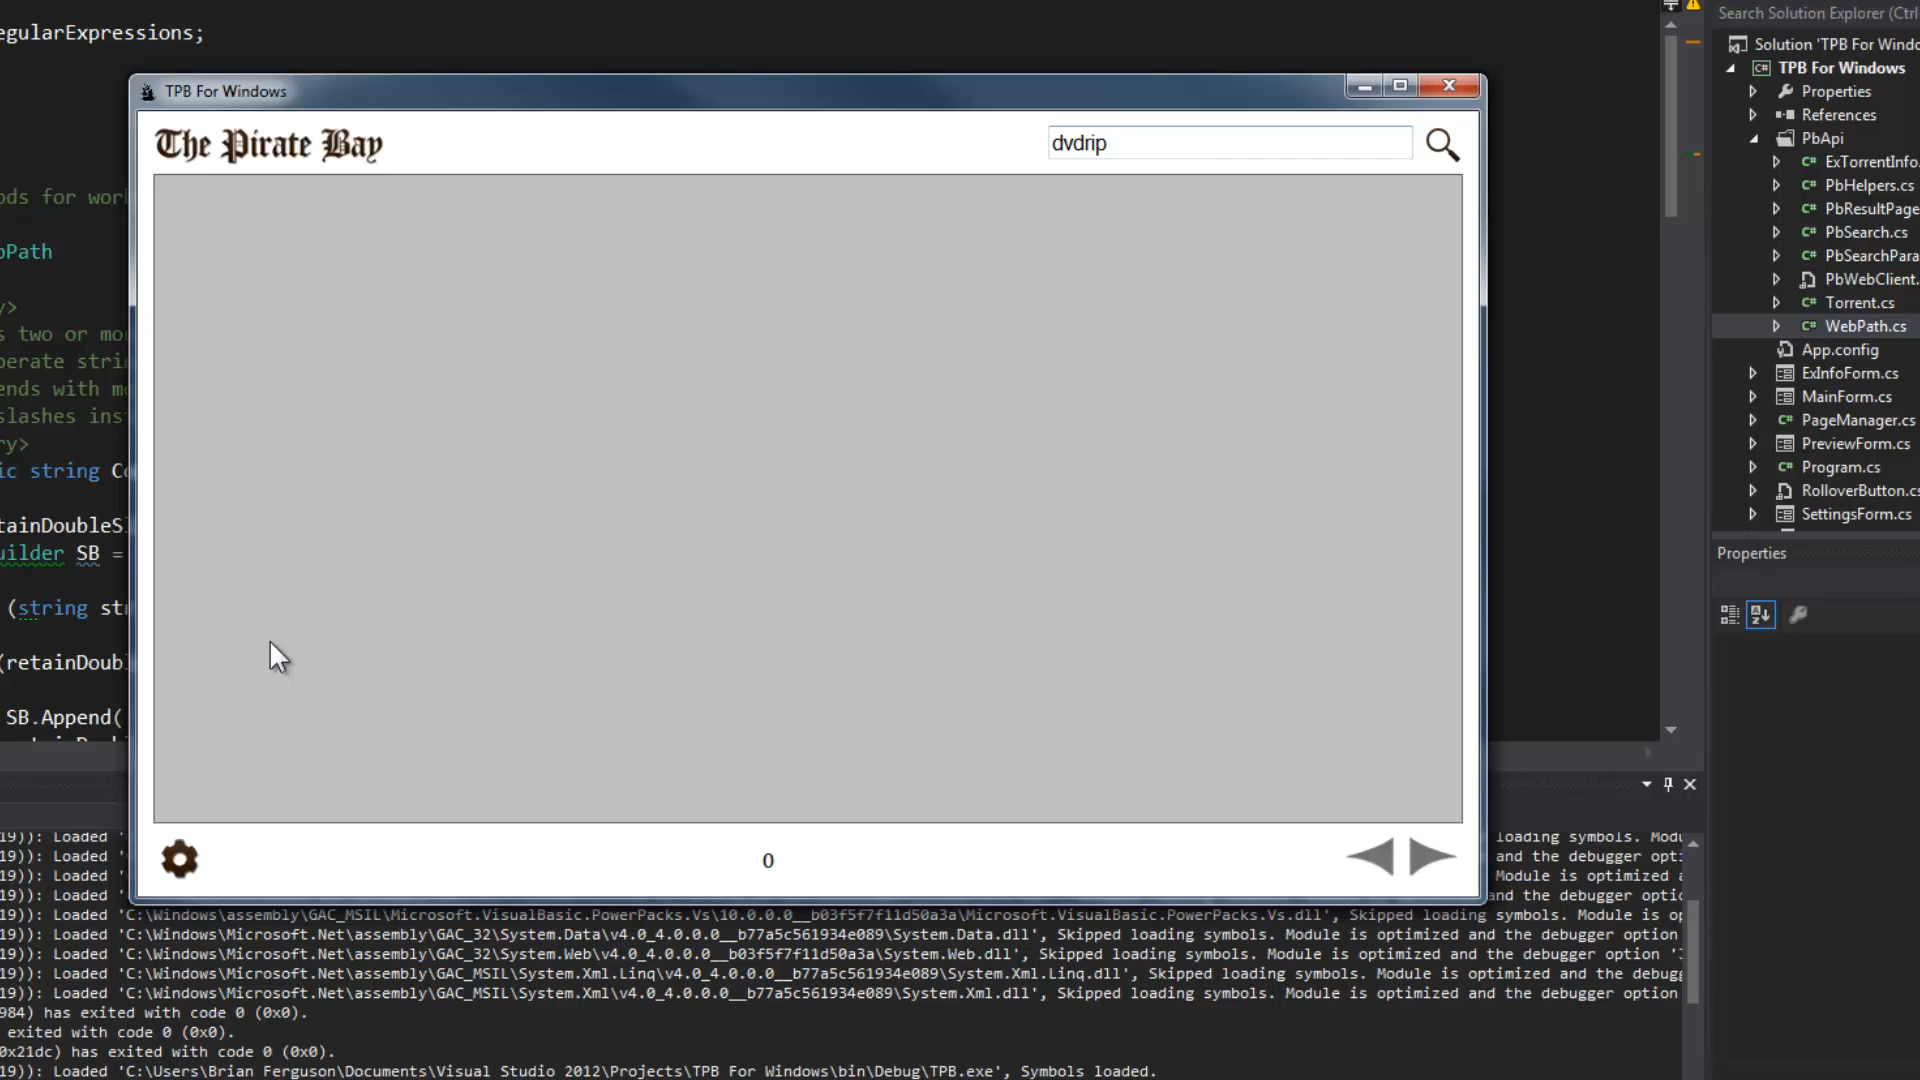 egularExpressions;
ods for work
bPath
y>
s two or mo
perate strin
ends with mo
slashes ins
ry>
ic string Co
tainDoubleS
uilder SB =
(string str
(retainDoub
SB.Append(
TPB For Windows
The Pirate Bay
dvdrip
0
Search Solution Explorer (Ctrl
Solution 'TPB For Windo
TPB For Windows
Properties
References
PbApi
ExTorrentInfo.
PbHelpers.cs
PbResultPage
PbSearch.cs
PbSearchPara
PbWebClient.
Torrent.cs
WebPath.cs
App.config
ExInfoForm.cs
MainForm.cs
PageManager.cs
PreviewForm.cs
Program.cs
RolloverButton.cs
SettingsForm.cs
Properties
19)): Loaded ' loading symbols. Modu
19)): Loaded ' and the debugger opti
19)): Loaded ' Module is optimized a
19)): Loaded ' and the debugger optio
19)): Loaded 'C:\Windows\assembly\GAC_MSIL\Microsoft.VisualBasic.PowerPacks.Vs\10.0.0.0__b03f5f7f11d50a3a\Microsoft.VisualBasic.PowerPacks.Vs.dll', Skipped loading symbols. Module is op
19)): Loaded 'C:\Windows\Microsoft.Net\assembly\GAC_32\System.Data\v4.0_4.0.0.0__b77a5c561934e089\System.Data.dll', Skipped loading symbols. Module is optimized and the debugger option
19)): Loaded 'C:\Windows\Microsoft.Net\assembly\GAC_32\System.Web\v4.0_4.0.0.0__b03f5f7f11d50a3a\System.Web.dll', Skipped loading symbols. Module is optimized and the debugger option 'J
19)): Loaded 'C:\Windows\Microsoft.Net\assembly\GAC_MSIL\System.Xml.Linq\v4.0_4.0.0.0__b77a5c561934e089\System.Xml.Linq.dll', Skipped loading symbols. Module is optimized and the debugg
19)): Loaded 'C:\Windows\Microsoft.Net\assembly\GAC_MSIL\System.Xml\v4.0_4.0.0.0__b77a5c561934e089\System.Xml.dll', Skipped loading symbols. Module is optimized and the debugger option
984) has exited with code 0 (0x0).
exited with code 0 (0x0).
0x21dc) has exited with code 0 (0x0).
19)): Loaded 'C:\Users\Brian Ferguson\Documents\Visual Studio 2012\Projects\TPB For Windows\bin\Debug\TPB.exe', Symbols loaded.